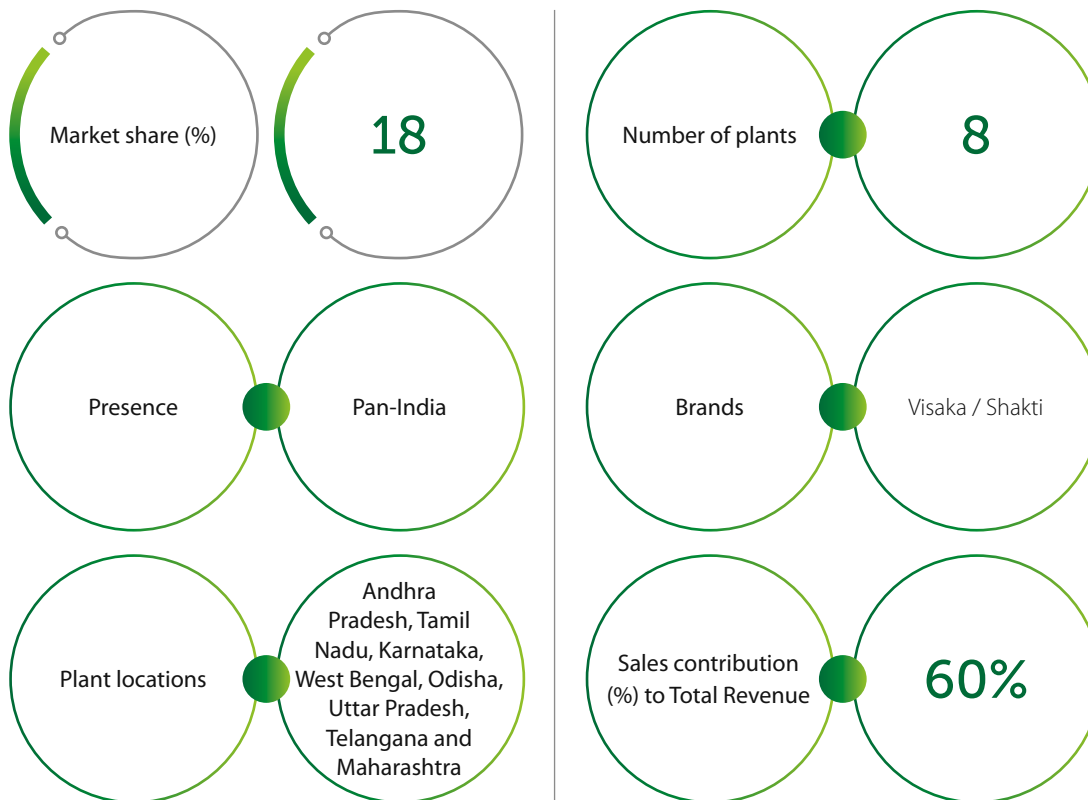 Market share (%)
18
Number of plants
8
Presence
Pan-India
Brands
Visaka / Shakti
Plant locations
Andhra
Pradesh, Tamil
Nadu, Karnataka,
West Bengal, Odisha,
Uttar Pradesh,
Telangana and
Maharashtra
Sales contribution
(%) to Total Revenue
60%